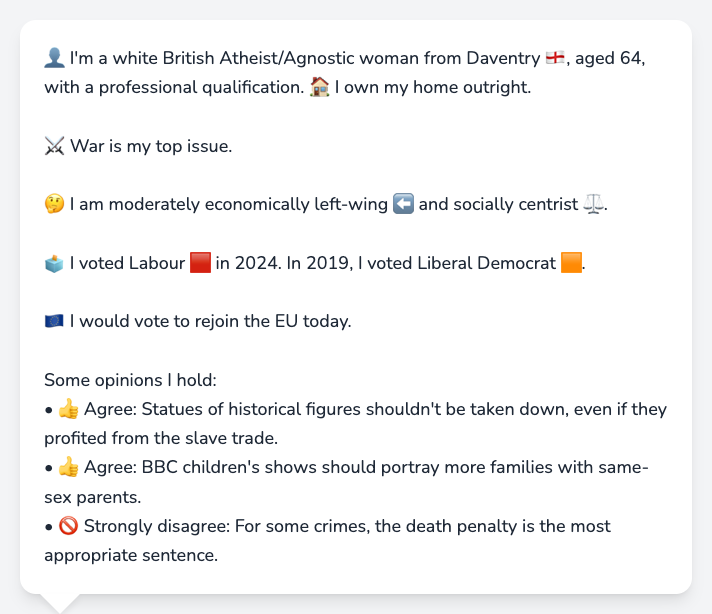 👤 I'm a white British Atheist/Agnostic woman from Daventry 🏴󠁧󠁢󠁥󠁮󠁧󠁿, aged 64,
with a professional qualification. 🏠 I own my home outright.
⚔️ War is my top issue.
🤔 I am moderately economically left-wing ⬅️ and socially centrist ⚖️.
🗳️ I voted Labour 🟥 in 2024. In 2019, I voted Liberal Democrat 🟧.
🇪🇺 I would vote to rejoin the EU today.
Some opinions I hold:
• 👍 Agree: Statues of historical figures shouldn't be taken down, even if they
profited from the slave trade.
• 👍 Agree: BBC children's shows should portray more families with same-
sex parents.
• 🚫 Strongly disagree: For some crimes, the death penalty is the most
appropriate sentence.